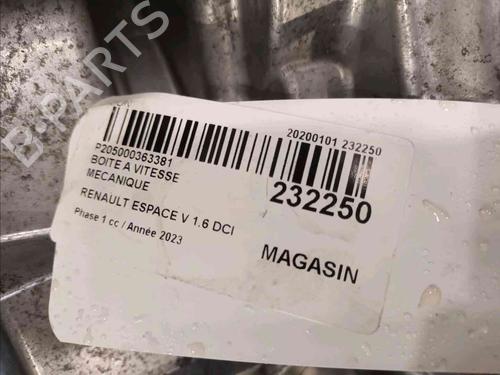 20200101 232250
232250
P205000363381
BOITE A VITESSE
MECANIQUE
RENAULT ESPACE V 1.6 DCI
Phase 1 cc / Année 2023
MAGASIN
B-PARTS